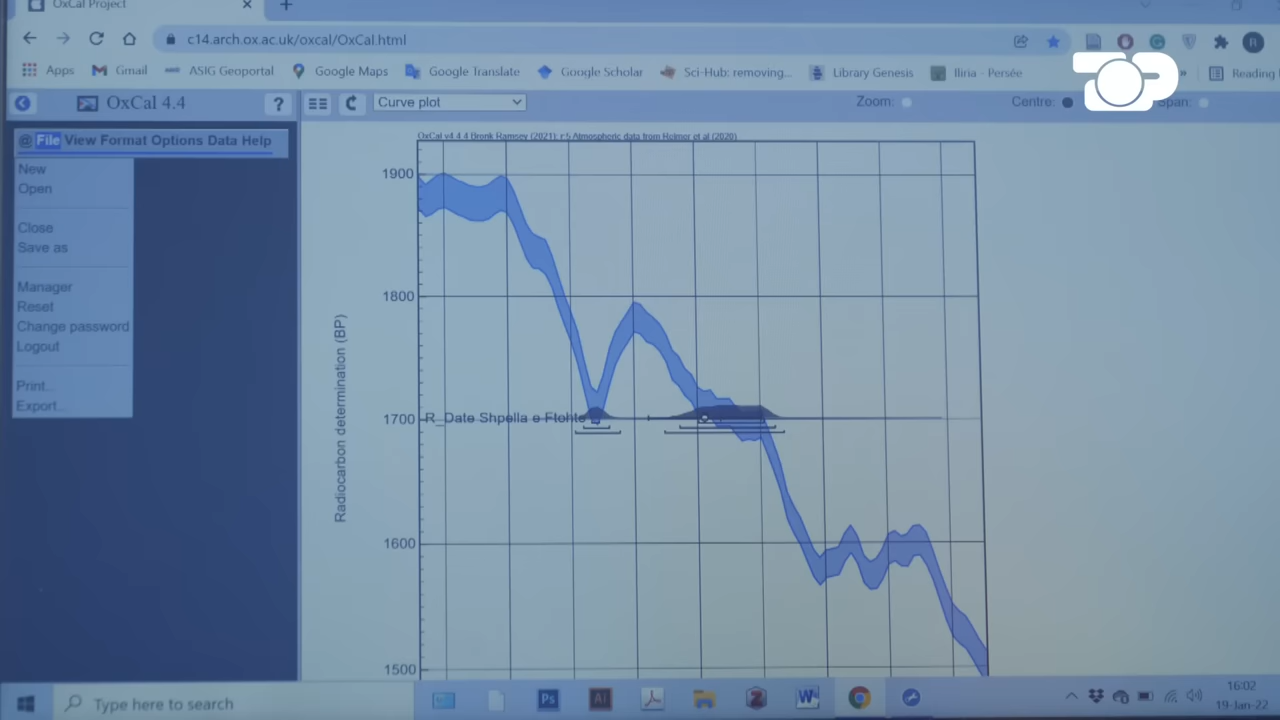 OxCal Project
c14.arch.ox.ac.uk/oxcal/OxCal.html
Apps Gmail ASIG Geoportal Google Maps Google Translate Google Scholar Sci-Hub: removing... Library Genesis Iliria - Persée » Reading
OxCal 4.4 ? Curve plot Zoom: Centre: Span:
@ File View Format Options Data Help
New
Open
Close
Save as
Manager
Reset
Change password
Logout
Print...
Export...
OxCal v4.4.4 Bronk Ramsey (2021); r:5 Atmospheric data from Reimer et al (2020)
Radiocarbon determination (BP)
1900
1800
1700
R_Date Shpella e Ftohte
1600
1500
Type here to search
Ps
Ai
Z
W
16:02
19-Jan-22
R
OP